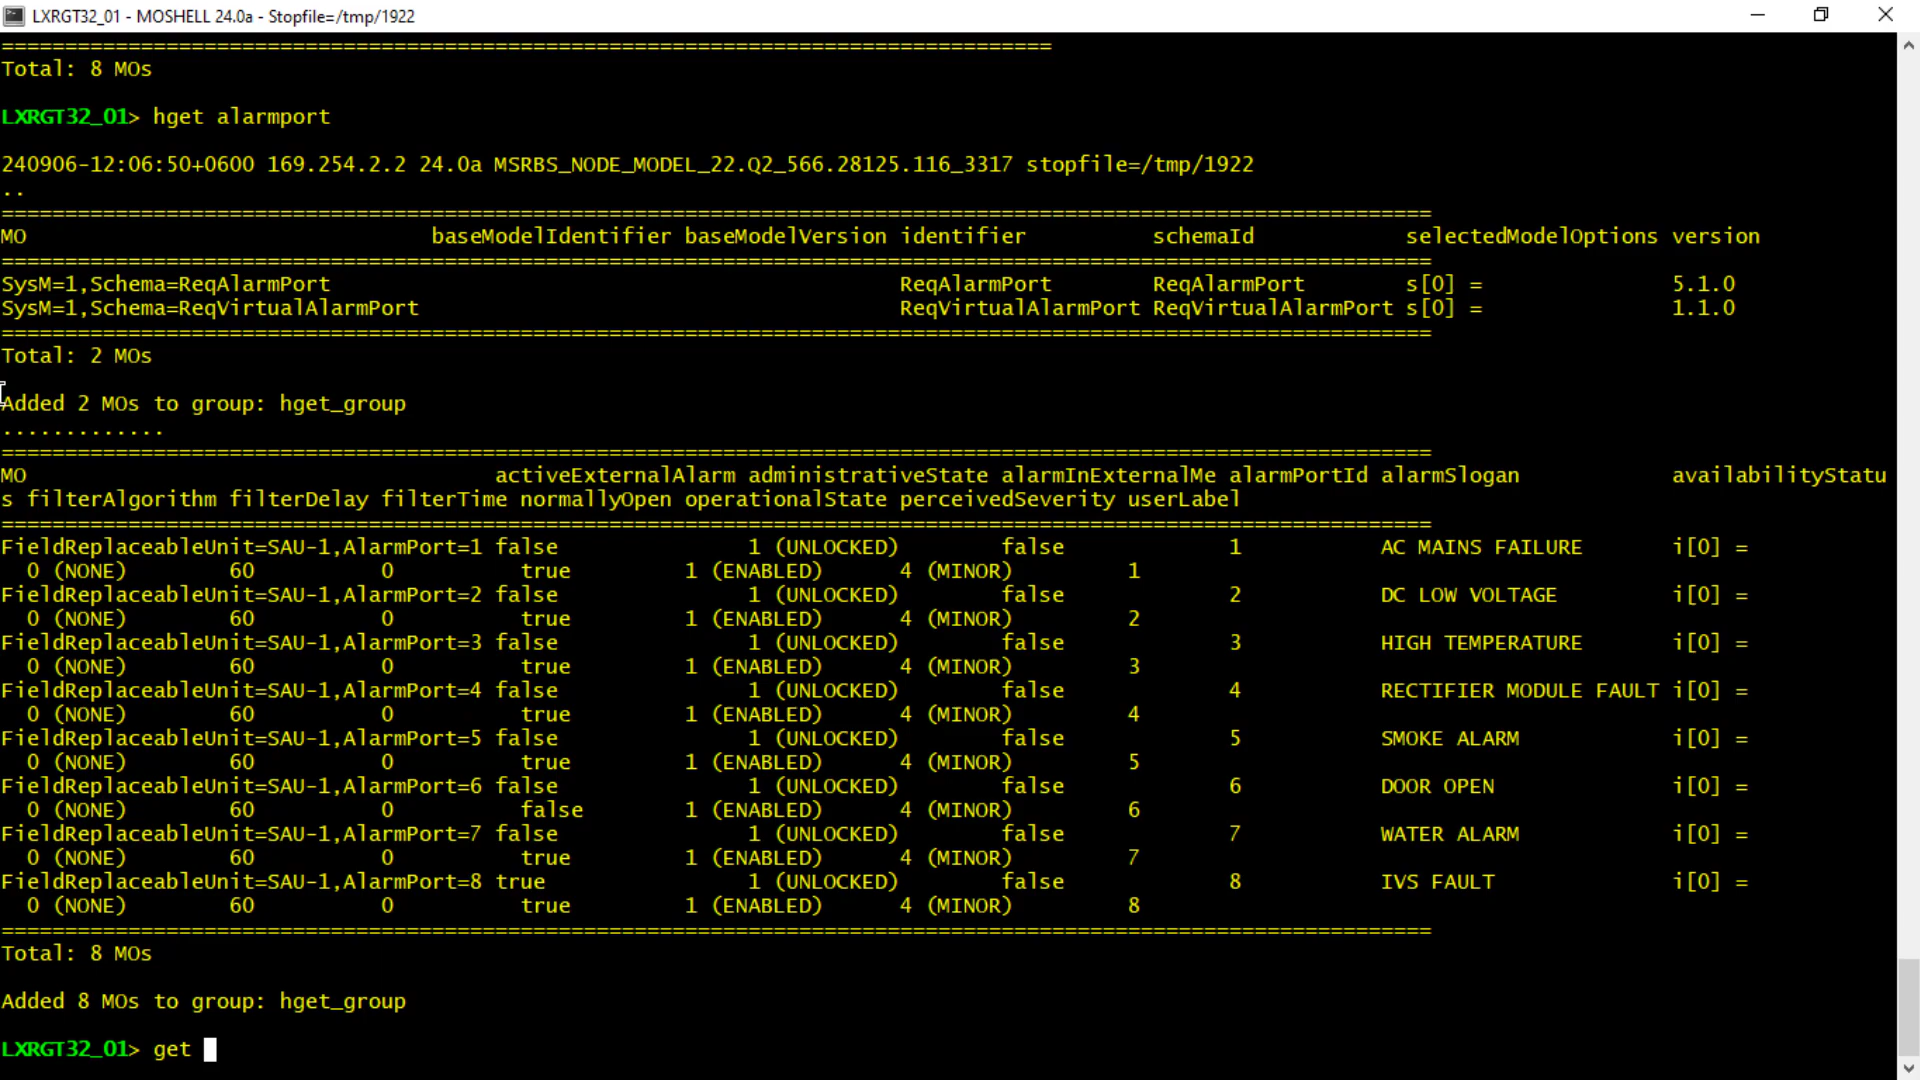 LXRGT32_01 - MOSHELL 24.0a - Stopfile=/tmp/1922
===================================================================================
Total: 8 MOs
LXRGT32_01> hget alarmport
240906-12:06:50+0600 169.254.2.2 24.0a MSRBS_NODE_MODEL_22.Q2_566.28125.116_3317 stopfile=/tmp/1922
..
=================================================================================================================
MO baseModelIdentifier baseModelVersion identifier schemaId selectedModelOptions version
=================================================================================================================
SysM=1,Schema=ReqAlarmPort ReqAlarmPort ReqAlarmPort s[0] = 5.1.0
SysM=1,Schema=ReqVirtualAlarmPort ReqVirtualAlarmPort ReqVirtualAlarmPort s[0] = 1.1.0
=================================================================================================================
Total: 2 MOs
Added 2 MOs to group: hget_group
.............
=================================================================================================================
MO activeExternalAlarm administrativeState alarmInExternalMe alarmPortId alarmSlogan availabilityStatu
s filterAlgorithm filterDelay filterTime normallyOpen operationalState perceivedSeverity userLabel
=================================================================================================================
FieldReplaceableUnit=SAU-1,AlarmPort=1 false 1 (UNLOCKED) false 1 AC MAINS FAILURE i[0] =
0 (NONE) 60 0 true 1 (ENABLED) 4 (MINOR) 1
FieldReplaceableUnit=SAU-1,AlarmPort=2 false 1 (UNLOCKED) false 2 DC LOW VOLTAGE i[0] =
0 (NONE) 60 0 true 1 (ENABLED) 4 (MINOR) 2
FieldReplaceableUnit=SAU-1,AlarmPort=3 false 1 (UNLOCKED) false 3 HIGH TEMPERATURE i[0] =
0 (NONE) 60 0 true 1 (ENABLED) 4 (MINOR) 3
FieldReplaceableUnit=SAU-1,AlarmPort=4 false 1 (UNLOCKED) false 4 RECTIFIER MODULE FAULT i[0] =
0 (NONE) 60 0 true 1 (ENABLED) 4 (MINOR) 4
FieldReplaceableUnit=SAU-1,AlarmPort=5 false 1 (UNLOCKED) false 5 SMOKE ALARM i[0] =
0 (NONE) 60 0 true 1 (ENABLED) 4 (MINOR) 5
FieldReplaceableUnit=SAU-1,AlarmPort=6 false 1 (UNLOCKED) false 6 DOOR OPEN i[0] =
0 (NONE) 60 0 false 1 (ENABLED) 4 (MINOR) 6
FieldReplaceableUnit=SAU-1,AlarmPort=7 false 1 (UNLOCKED) false 7 WATER ALARM i[0] =
0 (NONE) 60 0 true 1 (ENABLED) 4 (MINOR) 7
FieldReplaceableUnit=SAU-1,AlarmPort=8 true 1 (UNLOCKED) false 8 IVS FAULT i[0] =
0 (NONE) 60 0 true 1 (ENABLED) 4 (MINOR) 8
=================================================================================================================
Total: 8 MOs
Added 8 MOs to group: hget_group
LXRGT32_01> get